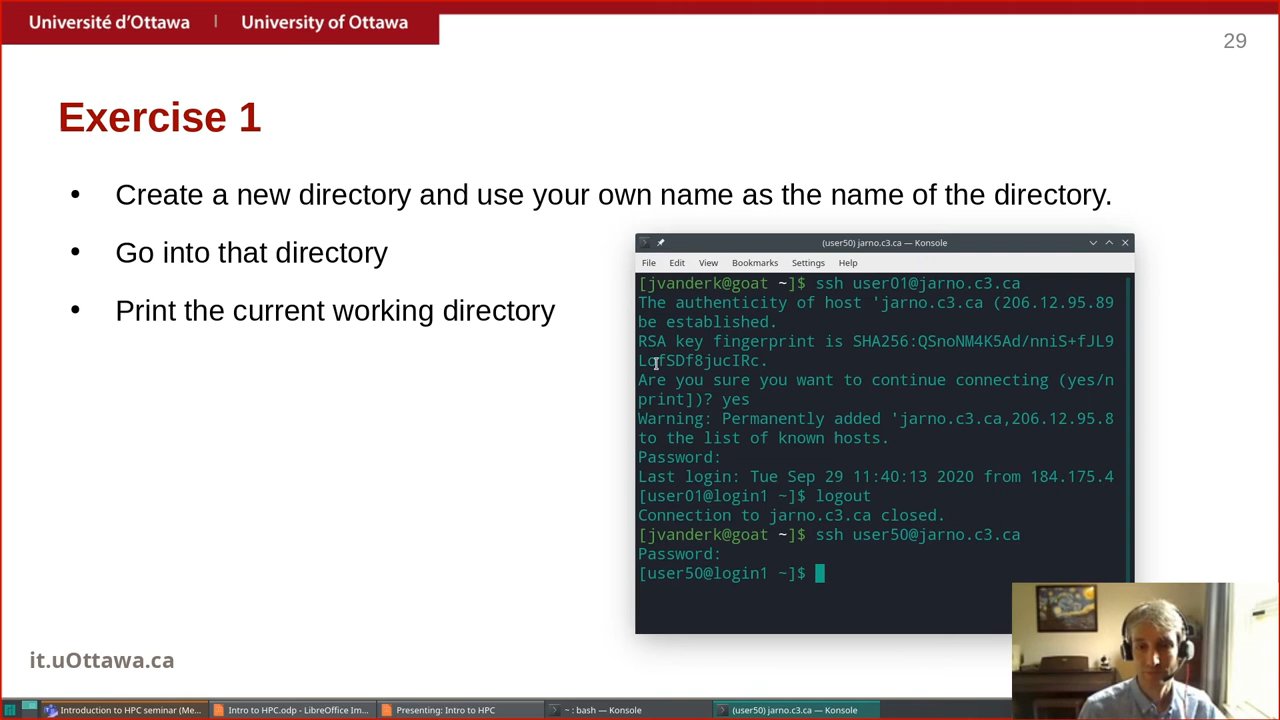 Université d'Ottawa | University of Ottawa
29
Exercise 1
• Create a new directory and use your own name as the name of the directory.
• Go into that directory
• Print the current working directory
(user50) jarno.c3.ca — Konsole
File Edit View Bookmarks Settings Help
[jvanderk@goat ~]$ ssh user01@jarno.c3.ca
The authenticity of host 'jarno.c3.ca (206.12.95.89
be established.
RSA key fingerprint is SHA256:QSnoNM4K5Ad/nniS+fJL9
LqfSDf8jucIRc.
Are you sure you want to continue connecting (yes/n
print])? yes
Warning: Permanently added 'jarno.c3.ca,206.12.95.8
to the list of known hosts.
Password:
Last login: Tue Sep 29 11:40:13 2020 from 184.175.4
[user01@login1 ~]$ logout
Connection to jarno.c3.ca closed.
[jvanderk@goat ~]$ ssh user50@jarno.c3.ca
Password:
[user50@login1 ~]$
it.uOttawa.ca
Introduction to HPC seminar (Me... Intro to HPC.odp - LibreOffice Im... Presenting: Intro to HPC ~ : bash — Konsole (user50) jarno.c3.ca — Konsole